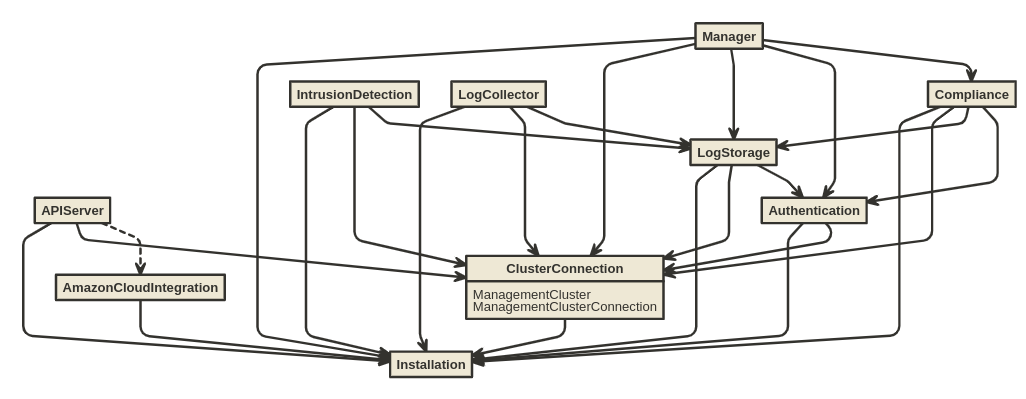 Manager
IntrusionDetection
LogCollector
Compliance
LogStorage
APIServer
Authentication
ClusterConnection
ManagementCluster
ManagementClusterConnection
AmazonCloudIntegration
Installation